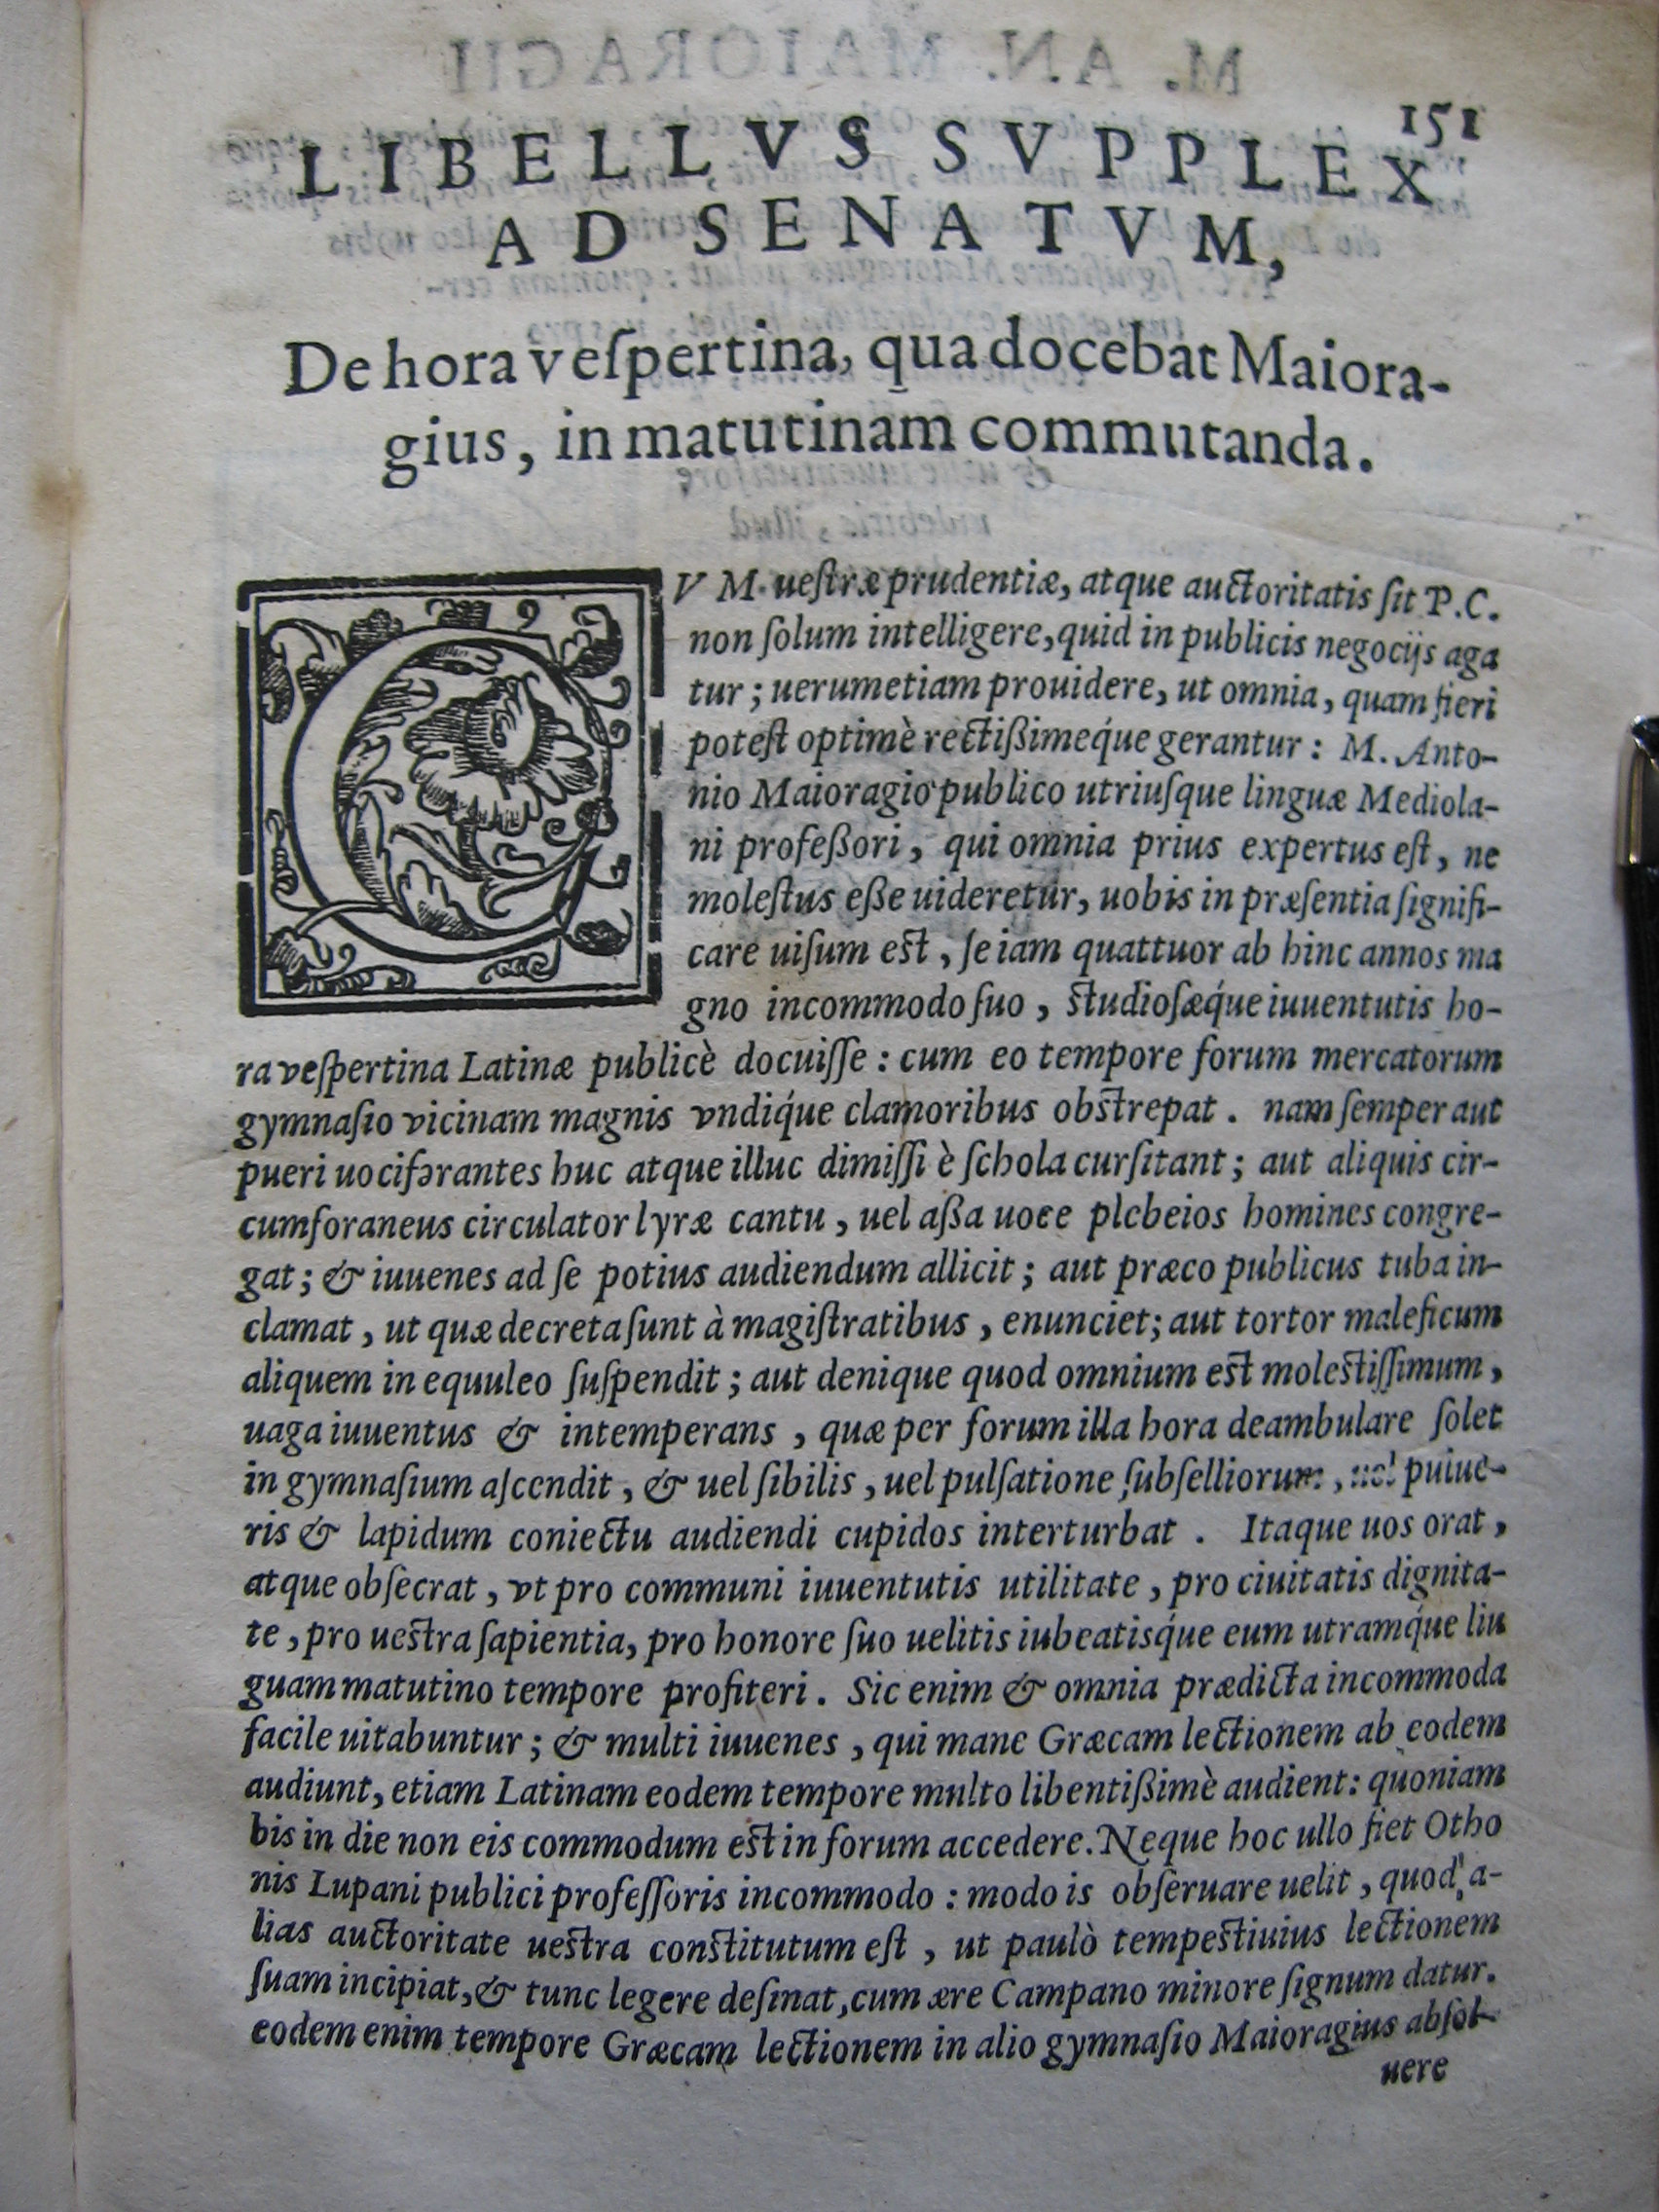 151
LIBELLVS SVPPLEX
AD SENATVM,
De hora veſpertina, qua docebat Maiora-
gius, in matutinam commutanda.
CV M ueſtræ prudentiæ, atque auctoritatis ſit P. C.
non ſolum intelligere, quid in publicis negocijs aga
tur; uerumetiam prouidere, ut omnia, quam fieri
poteſt optimè rectißimeq́ue gerantur: M. Anto-
nio Maioragio publico utriuſque linguæ Mediola-
ni profeßori, qui omnia prius expertus eſt, ne
moleſtus eße uideretur, uobis in præſentia ſignifi-
care uiſum eſt, ſe iam quattuor ab hinc annos ma
gno incommodo ſuo, ſtudioſæq́ue iuuentutis ho-
ra veſpertina Latinæ publicè docuiſſe: cum eo tempore forum mercatorum
gymnaſio vicinam magnis vndiq́ue clamoribus obſtrepat. nam ſemper aut
pueri uociferantes huc atque illuc dimiſſi è ſchola curſitant; aut aliquis cir-
cumforaneus circulator lyræ cantu, uel aßa uoce plebeios homines congre-
gat; & iuuenes ad ſe potius audiendum allicit; aut præco publicus tuba in-
clamat, ut quæ decreta ſunt à magiſtratibus, enunciet; aut tortor maleficum
aliquem in equuleo ſuſpendit; aut denique quod omnium eſt moleſtiſſimum,
uaga iuuentus & intemperans, quæ per forum illa hora deambulare ſolet
in gymnaſium aſcendit, & uel ſibilis, uel pulſatione ſubſelliorum, uel puiue-
ris & lapidum coniectu audiendi cupidos interturbat. Itaque uos orat,
atque obſecrat, vt pro communi iuuentutis utilitate, pro ciuitatis dignita-
te, pro ueſtra ſapientia, pro honore ſuo uelitis iubeatisq́ue eum utramq́ue lin
guam matutino tempore profiteri. Sic enim & omnia prædicta incommoda
facile uitabuntur; & multi iuuenes, qui mane Græcam lectionem ab eodem
audiunt, etiam Latinam eodem tempore multo libentißimè audient: quoniam
bis in die non eis commodum eſt in forum accedere. Neque hoc ullo fiet Otho
nis Lupani publici profeſſoris incommodo: modo is obſeruare uelit, quod a-
lias auctoritate ueſtra conſtitutum eſt, ut paulò tempeſtiuius lectionem
ſuam incipiat, & tunc legere deſinat, cum ære Campano minore ſignum datur.
eodem enim tempore Græcam lectionem in alio gymnaſio Maioragius abſol-
uere